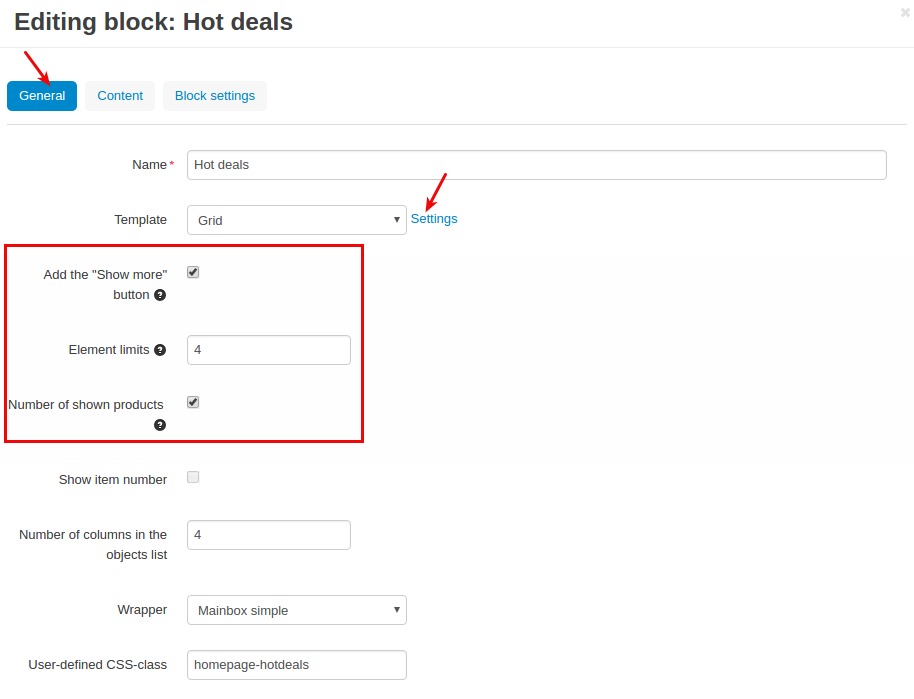 Editing block: Hot deals
General Content Block settings
Name* Hot deals
Template Grid Settings
Add the "Show more"
button
Element limits 4
Number of shown products
Show item number
Number of columns in the 4
objects list
Wrapper Mainbox simple
User-defined CSS-class homepage-hotdeals